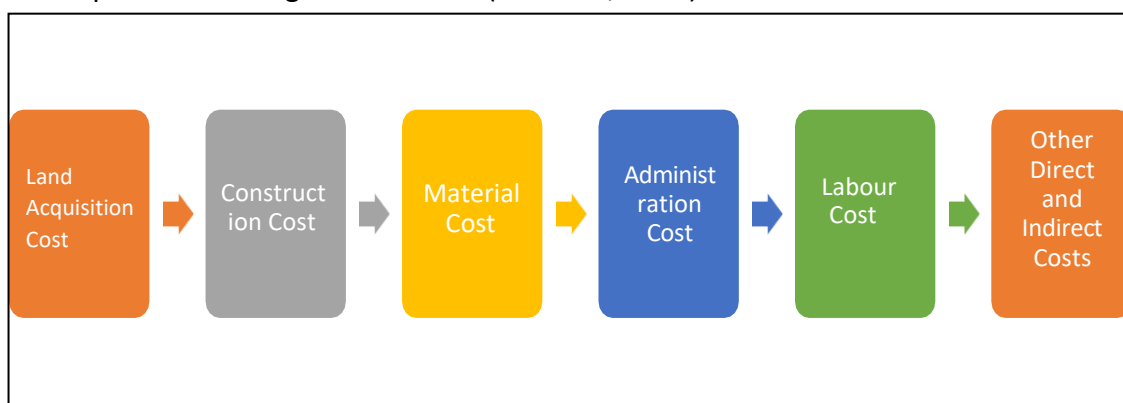 Land
Acquisition
Cost
Construct
ion Cost
Material
Cost
Administ
ration
Cost
Labour
Cost
Other
Direct
and
Indirect
Costs